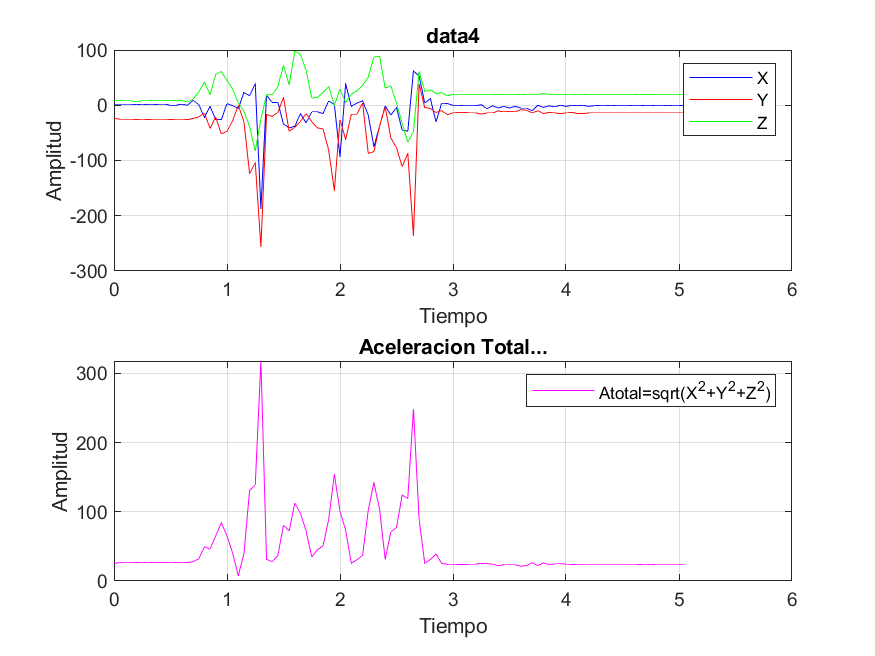 data4
100
0
-100
-200
-300
Amplitud
X
Y
Z
0 1 2 3 4 5 6
Tiempo
Aceleracion Total...
300
200
100
0
Amplitud
Atotal=sqrt(X²+Y²+Z²)
0 1 2 3 4 5 6
Tiempo